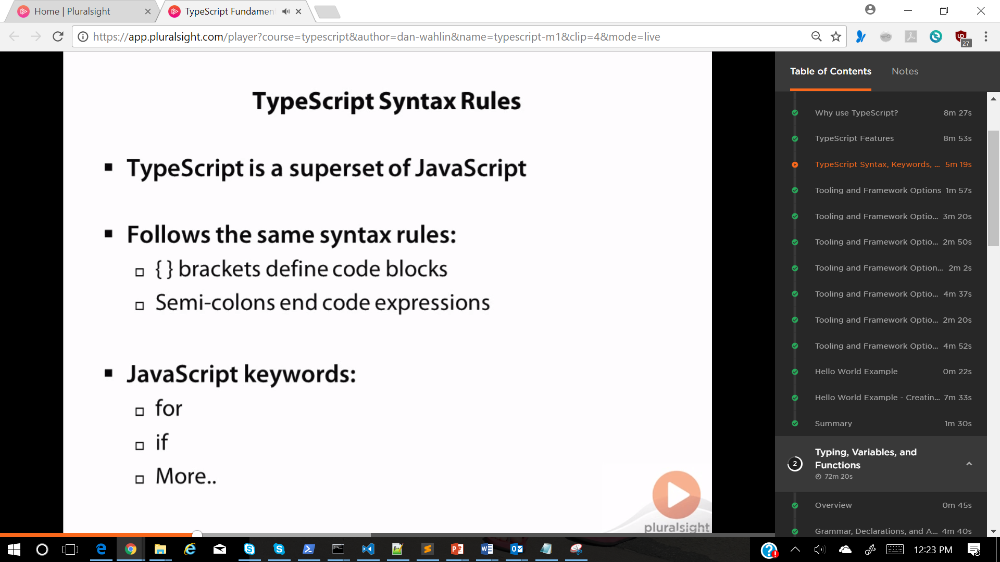 Home | Pluralsight
TypeScript Fundamen
https://app.pluralsight.com/player?course=typescript&author=dan-wahlin&name=typescript-m1&clip=4&mode=live
27
TypeScript Syntax Rules
TypeScript is a superset of JavaScript
Follows the same syntax rules:
{ } brackets define code blocks
Semi-colons end code expressions
JavaScript keywords:
for
if
More..
pluralsight
Table of Contents
Notes
Why use TypeScript? 8m 27s
TypeScript Features 8m 53s
TypeScript Syntax, Keywords, ... 5m 19s
Tooling and Framework Options 1m 57s
Tooling and Framework Optio... 3m 20s
Tooling and Framework Optio... 2m 50s
Tooling and Framework Option... 2m 2s
Tooling and Framework Optio... 4m 37s
Tooling and Framework Optio... 2m 20s
Tooling and Framework Optio... 4m 52s
Hello World Example 0m 22s
Hello World Example - Creatin... 7m 33s
Summary 1m 30s
2
Typing, Variables, and
Functions
72m 20s
Overview 0m 45s
Grammar, Declarations, and A... 4m 40s
12:23 PM